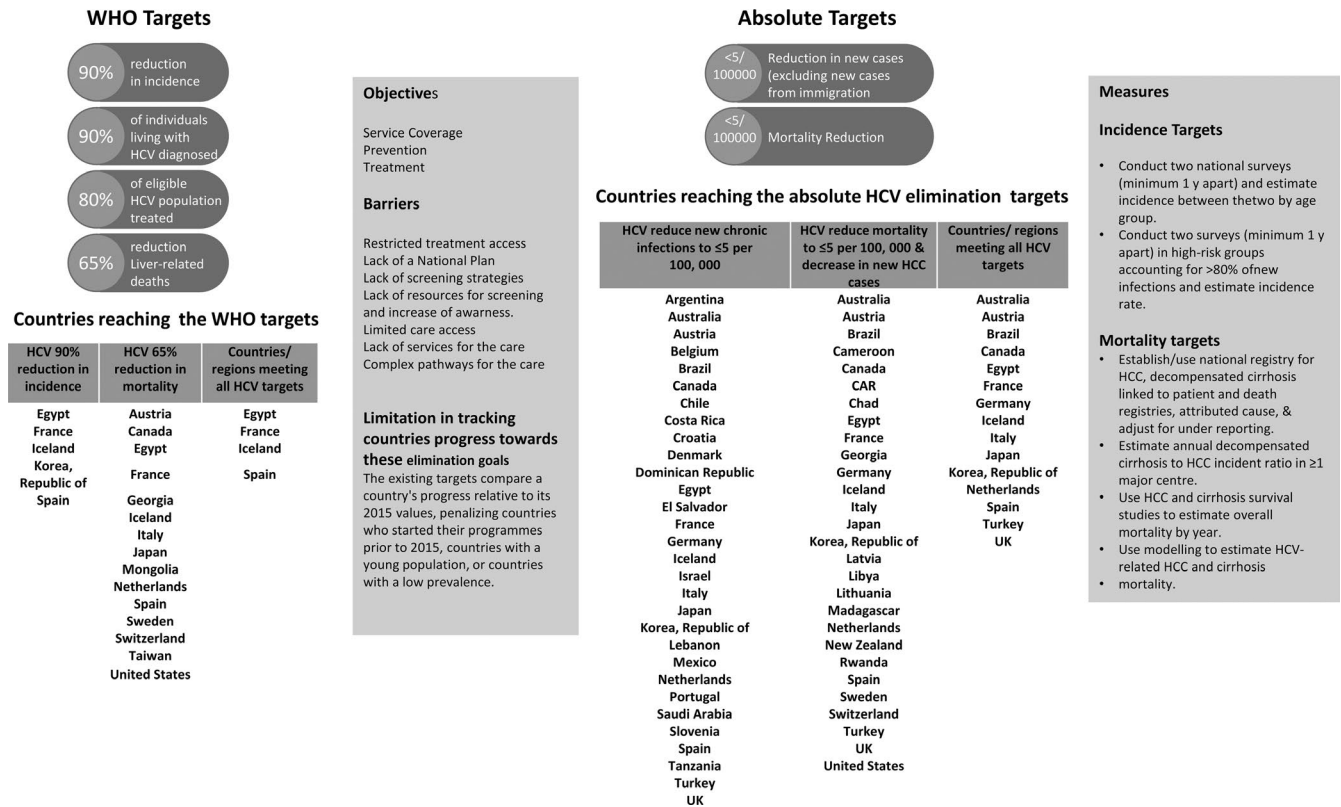 WHO Targets
90%
reduction
in incidence
90%
of individuals
living with
HCV diagnosed
80%
of eligible
HCV population
treated
65%
reduction
Liver-related
deaths
Countries reaching the WHO targets
HCV 90%
reduction in
incidence
Egypt
France
Iceland
Korea,
Republic of
Spain
HCV 65%
reduction in
mortality
Austria
Canada
Egypt
France
Georgia
Iceland
Italy
Japan
Mongolia
Netherlands
Spain
Sweden
Switzerland
Taiwan
United States
Countries/
regions meeting
all HCV targets
Egypt
France
Iceland
Spain
Objectives
Service Coverage
Prevention
Treatment
Barriers
Restricted treatment access
Lack of a National Plan
Lack of screening strategies
Lack of resources for screening
and increase of awarness.
Limited care access
Lack of services for the care
Complex pathways for the care
Limitation in tracking
countries progress towards
these elimination goals
The existing targets compare a
country's progress relative to its
2015 values, penalizing countries
who started their programmes
prior to 2015, countries with a
young population, or countries
with a low prevalence.
Absolute Targets
<5/
100000
Reduction in new cases
(excluding new cases
from immigration
<5/
100000
Mortality Reduction
Countries reaching the absolute HCV elimination targets
HCV reduce new chronic
infections to ≤5 per
100, 000
Argentina
Australia
Austria
Belgium
Brazil
Canada
Chile
Costa Rica
Croatia
Denmark
Dominican Republic
Egypt
El Salvador
France
Germany
Iceland
Israel
Italy
Japan
Korea, Republic of
Lebanon
Mexico
Netherlands
Portugal
Saudi Arabia
Slovenia
Spain
Tanzania
Turkey
UK
HCV reduce mortality
to ≤5 per 100, 000 &
decrease in new HCC
cases
Australia
Austria
Brazil
Cameroon
Canada
CAR
Chad
Egypt
France
Georgia
Germany
Iceland
Italy
Japan
Korea, Republic of
Latvia
Libya
Lithuania
Madagascar
Netherlands
New Zealand
Rwanda
Spain
Sweden
Switzerland
Turkey
UK
United States
Countries/ regions
meeting all HCV
targets
Australia
Austria
Brazil
Canada
Egypt
France
Germany
Iceland
Italy
Japan
Korea, Republic of
Netherlands
Spain
Turkey
UK
Measures
Incidence Targets
• Conduct two national surveys
(minimum 1 y apart) and estimate
incidence between thetwo by age
group.
• Conduct two surveys (minimum 1 y
apart) in high-risk groups
accounting for >80% ofnew
infections and estimate incidence
rate.
Mortality targets
• Establish/use national registry for
HCC, decompensated cirrhosis
linked to patient and death
registries, attributed cause, &
adjust for under reporting.
• Estimate annual decompensated
cirrhosis to HCC incident ratio in ≥1
major centre.
• Use HCC and cirrhosis survival
studies to estimate overall
mortality by year.
• Use modelling to estimate HCV-
related HCC and cirrhosis
• mortality.